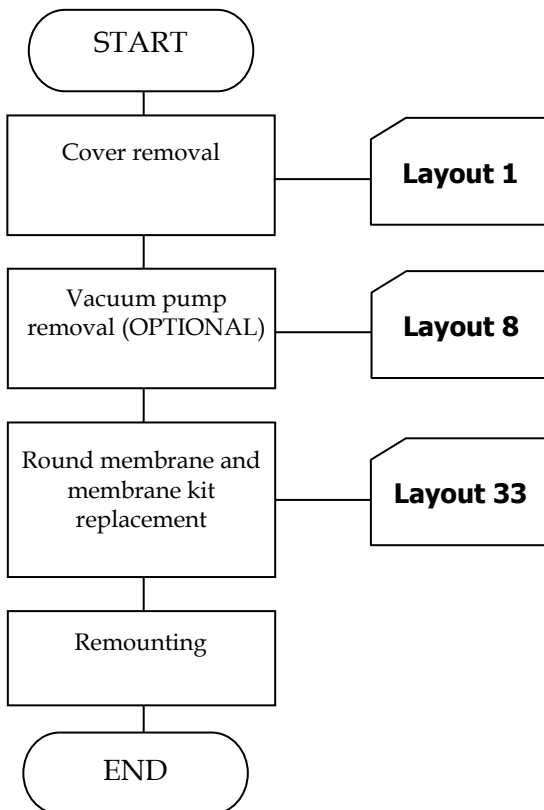 START
Cover removal
Layout 1
Vacuum pump
removal (OPTIONAL)
Layout 8
Round membrane and
membrane kit
replacement
Layout 33
Remounting
END